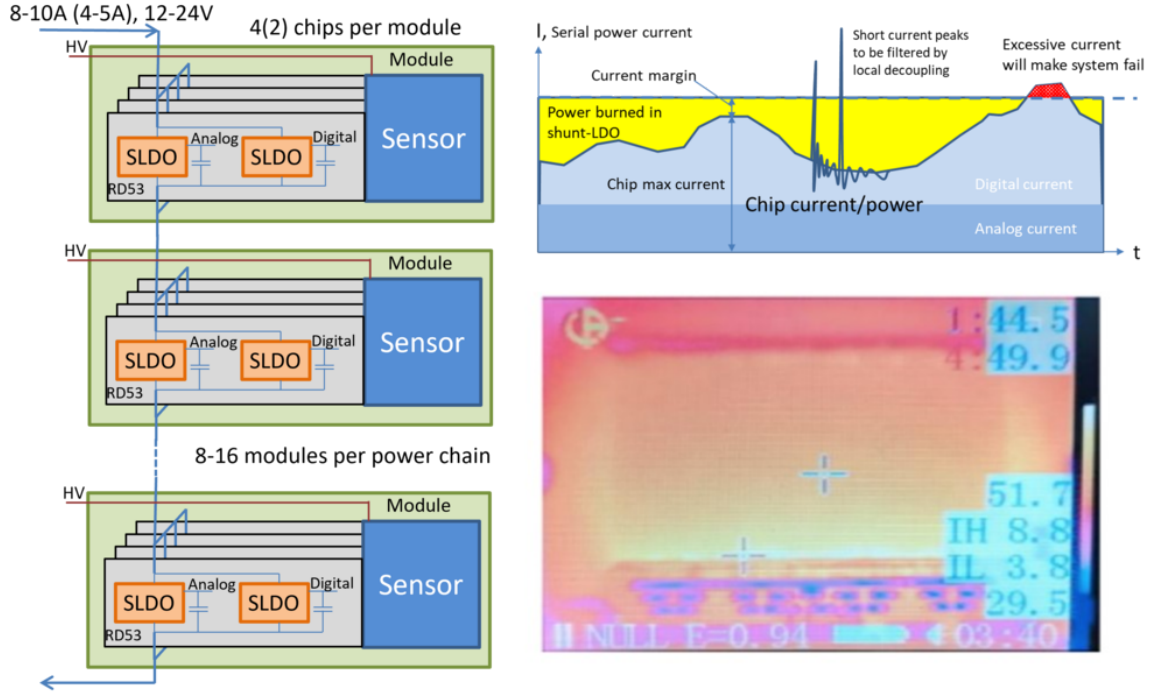 8-10A (4-5A), 12-24V
4(2) chips per module
HV
Module
Analog
Digital
SLDO
SLDO
RD53
Sensor
HV
Module
Analog
Digital
SLDO
SLDO
RD53
Sensor
8-16 modules per power chain
HV
Module
Analog
Digital
SLDO
SLDO
RD53
Sensor
I, Serial power current
Short current peaks
to be filtered by
local decoupling
Excessive current
will make system fail
Current margin
Power burned in
shunt-LDO
Chip max current
Digital current
Chip current/power
Analog current
t
1:44.5
4:49.9
51.7
IH 8.8
IL 3.8
29.5
NULL E=0.94
03:40